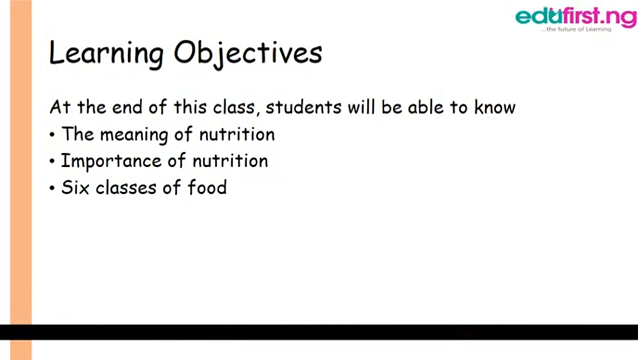 edufirst.ng
...the future of Learning
Learning Objectives
At the end of this class, students will be able to know
• The meaning of nutrition
• Importance of nutrition
• Six classes of food